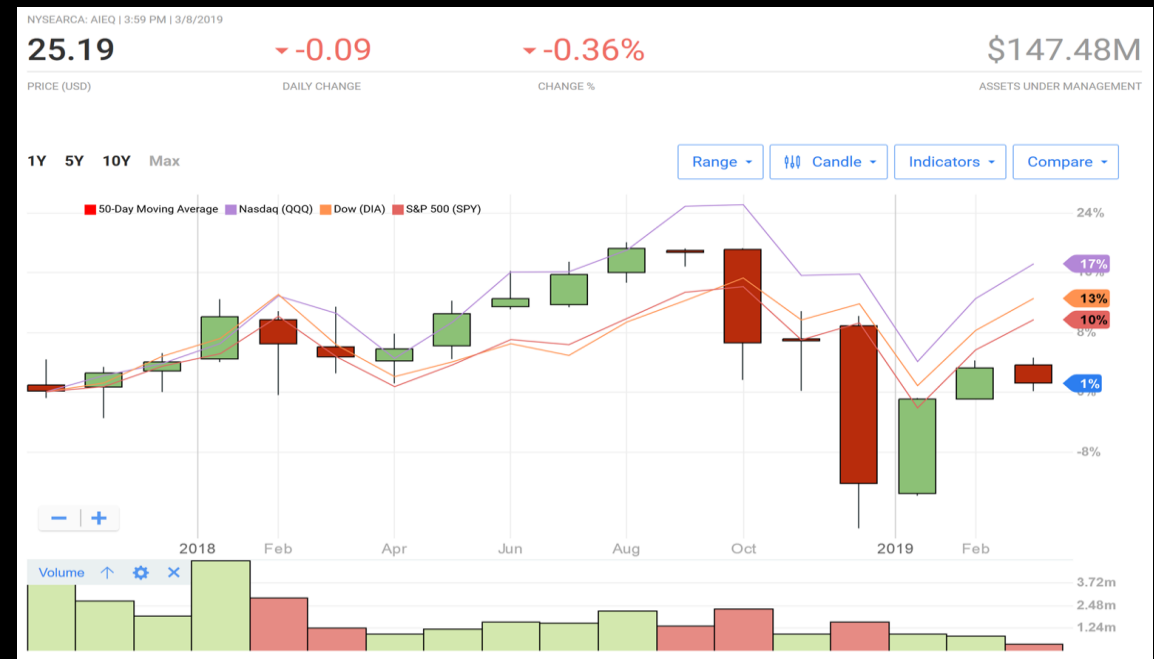 NYSEARCA: AIEQ | 3:59 PM | 3/8/2019
25.19 -0.09 -0.36% $147.48M
PRICE (USD) DAILY CHANGE CHANGE % ASSETS UNDER MANAGEMENT
1Y 5Y 10Y Max Range Candle Indicators Compare
50-Day Moving Average Nasdaq (QQQ) Dow (DIA) S&P 500 (SPY)
24%
17%
13%
10%
8%
1%
-8%
2018 Feb Apr Jun Aug Oct 2019 Feb
Volume
3.72m
2.48m
1.24m